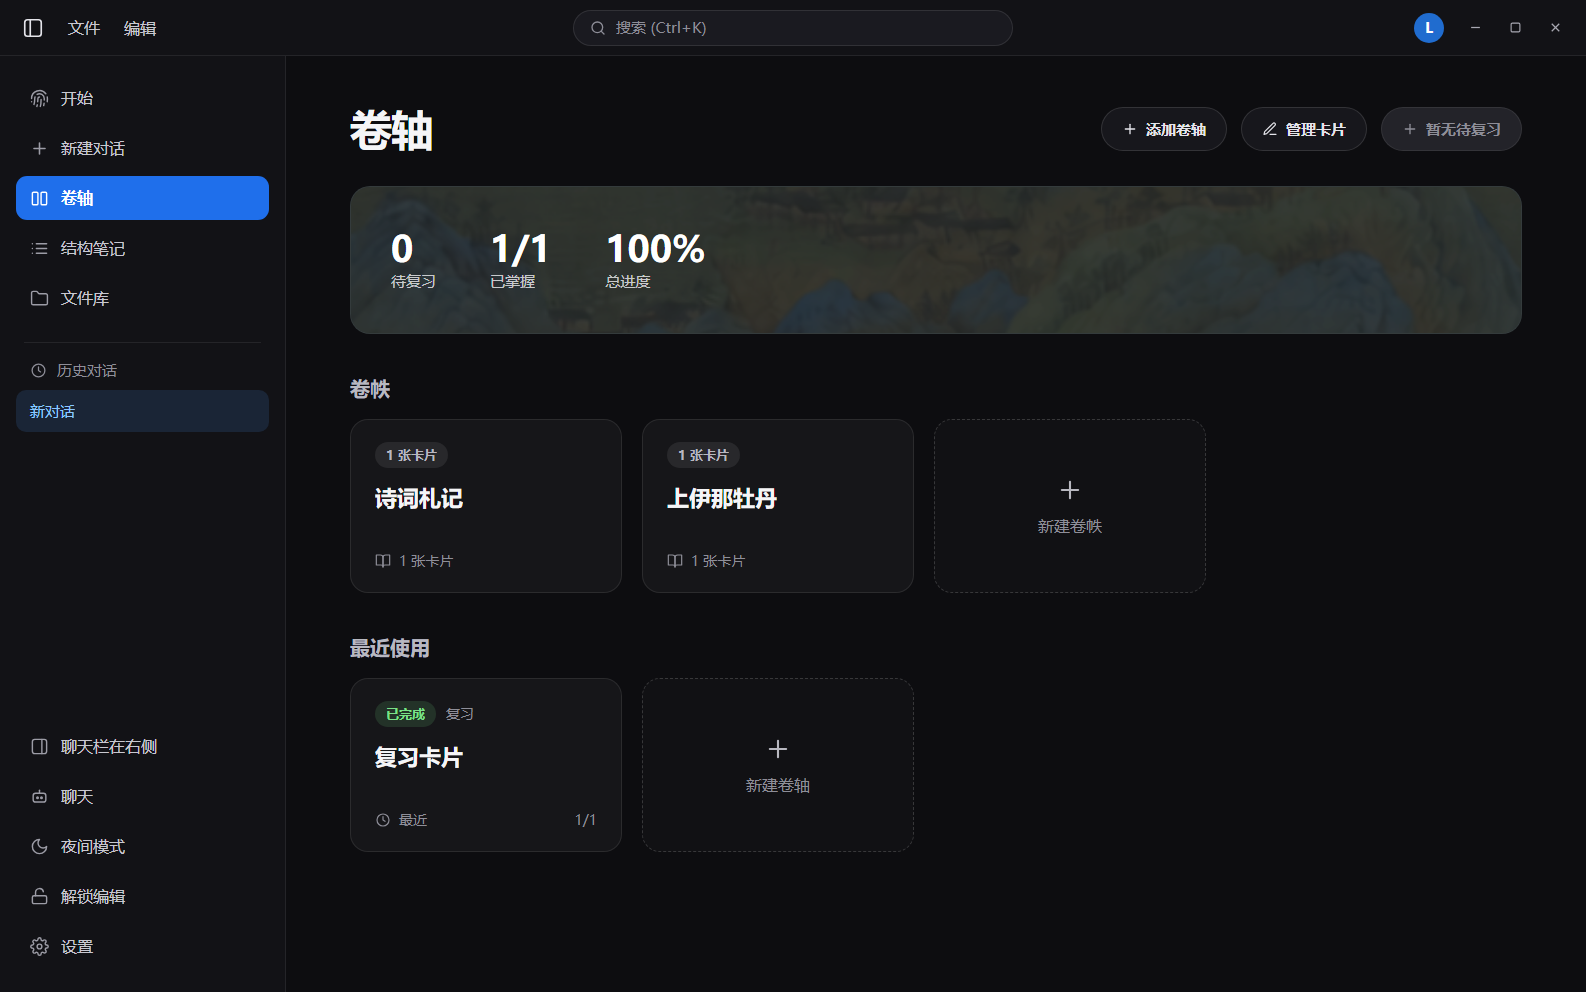 文件 编辑
搜索 (Ctrl+K)
L
开始
新建对话
卷轴
结构笔记
文件库
历史对话
新对话
聊天栏在右侧
聊天
夜间模式
解锁编辑
设置
卷轴
添加卷轴
管理卡片
暂无待复习
0
待复习
1/1
已掌握
100%
总进度
卷帙
1 张卡片
诗词札记
1 张卡片
1 张卡片
上伊那牡丹
1 张卡片
新建卷帙
最近使用
已完成 复习
复习卡片
最近 1/1
新建卷轴